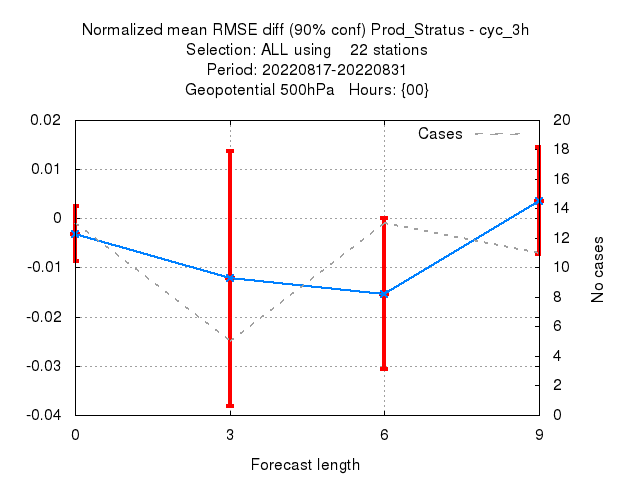 Normalized mean RMSE diff (90% conf) Prod_Stratus - cyc_3h
Selection: ALL using    22 stations
Period: 20220817-20220831
Geopotential 500hPa   Hours: {00}
Cases
0.02
0.01
0
-0.01
-0.02
-0.03
-0.04
20
18
16
14
12
10
8
6
4
2
0
No cases
0 3 6 9
Forecast length